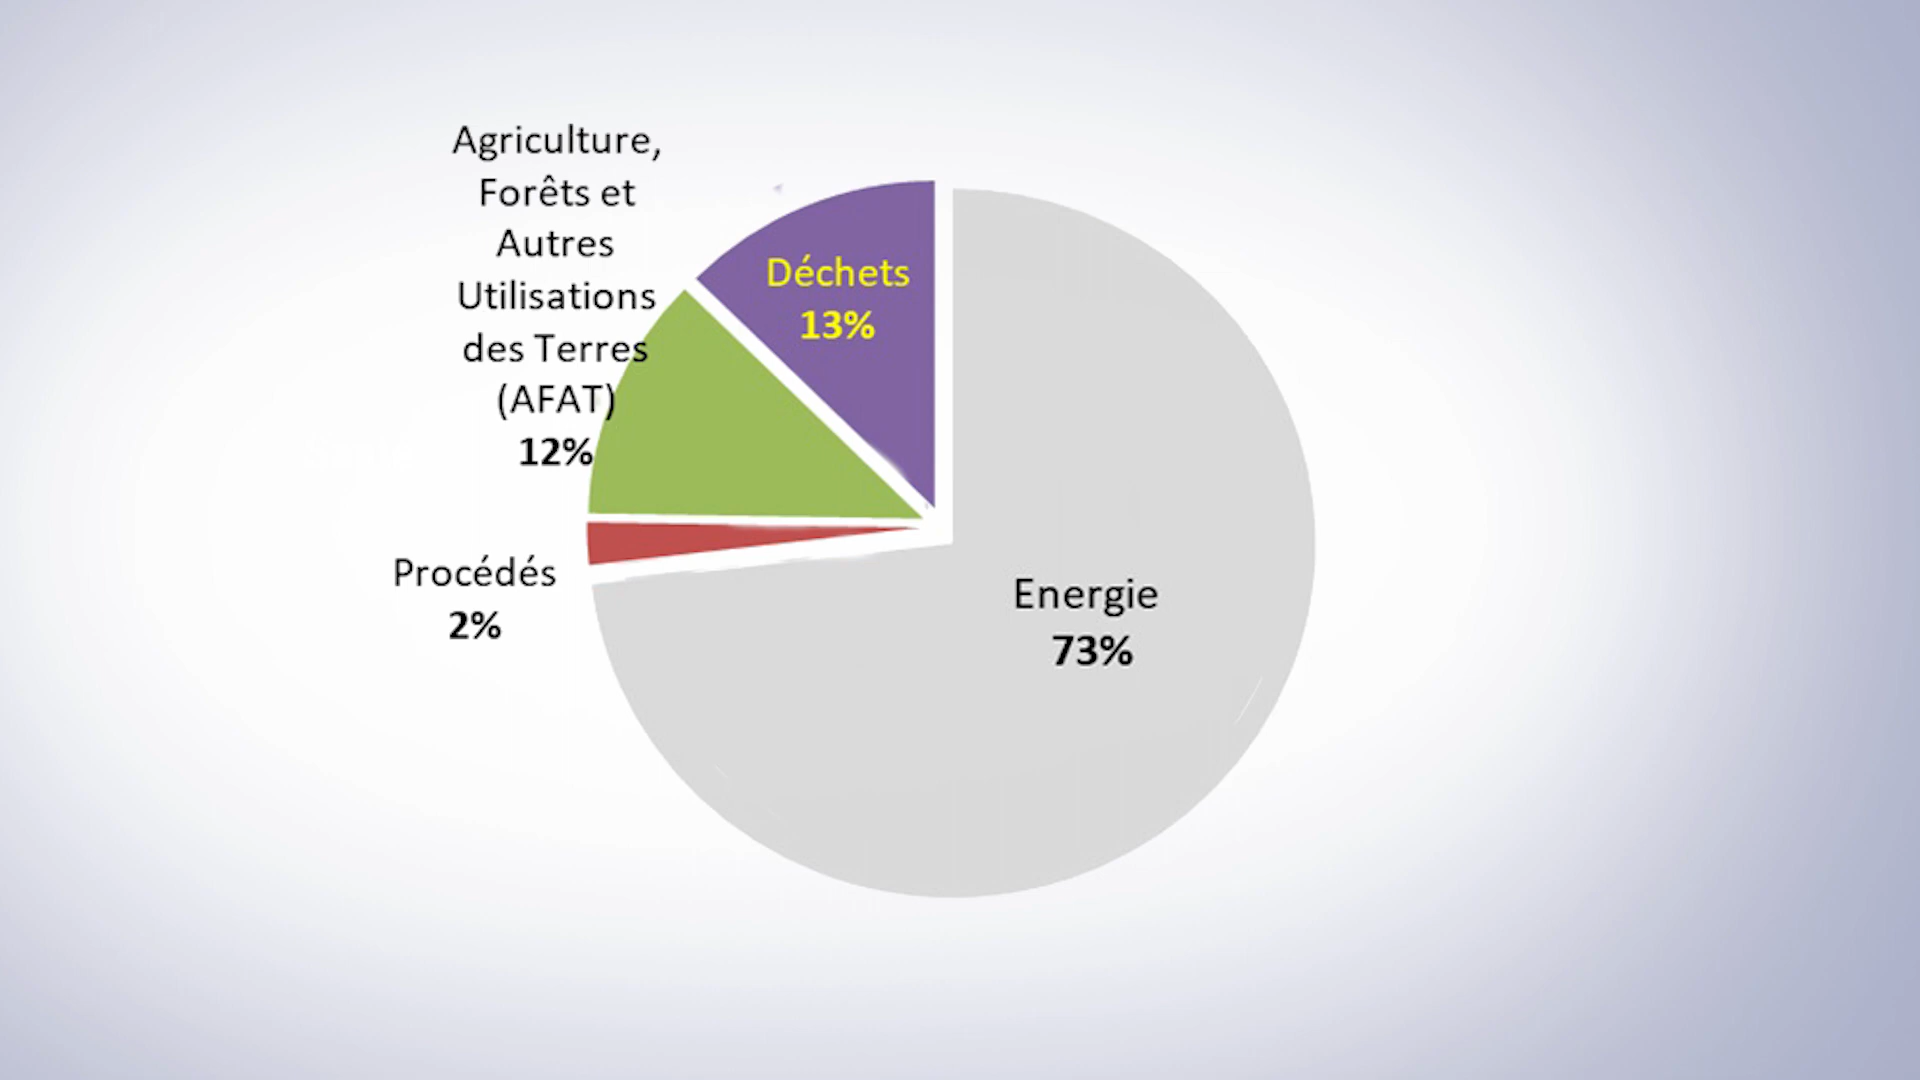 Agriculture,
Forêts et
Autres
Utilisations
des Terres
(AFAT)
12%
Déchets
13%
Procédés
2%
Energie
73%